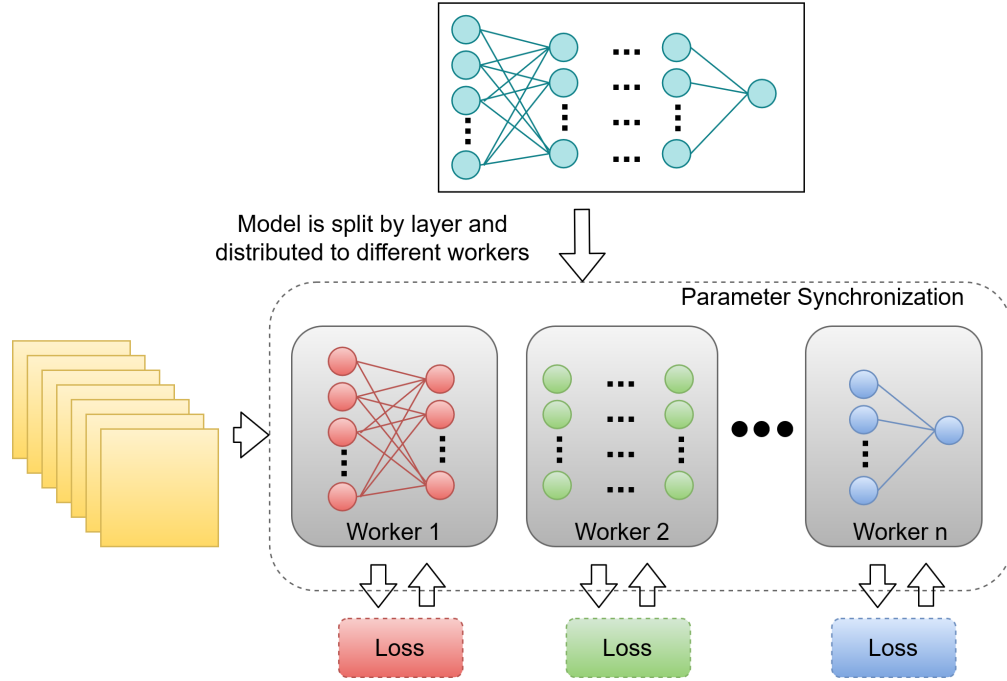 Model is split by layer and
distributed to different workers
Parameter Synchronization
Worker 1
Worker 2
Worker n
Loss
Loss
Loss